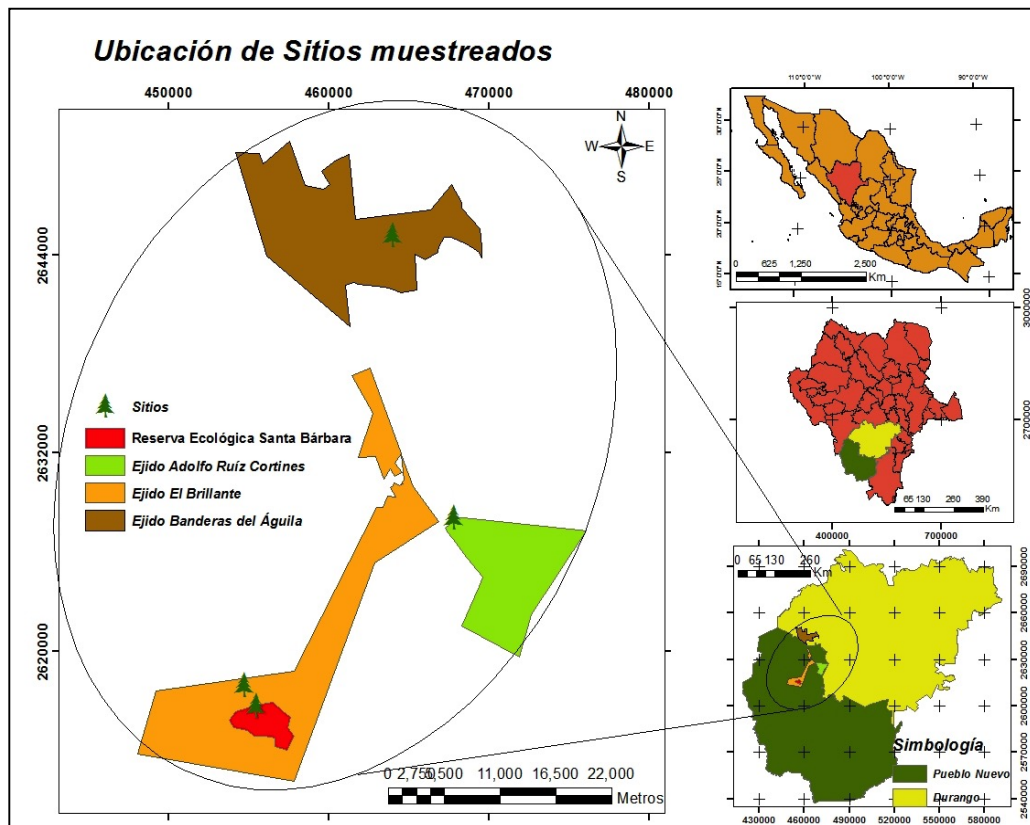 Ubicación de Sitios muestreados
450000 460000 470000 480000
2644000
2632000
2620000
N
W E
S
Sitios
Reserva Ecológica Santa Bárbara
Ejido Adolfo Ruíz Cortines
Ejido El Brillante
Ejido Banderas del Águila
0 2,750 5,500 11,000 16,500 22,000
Metros
110°0'0"W 100°0'0"W 90°0'0"W
0 625 1,250 2,500
Km
3000000
2700000
0 65 130 260 390
Km
400000 700000
0 65 130 260
Km
2690000
2660000
2630000
2600000
2570000
2540000
Simbología
Pueblo Nuevo
Durango
430000 460000 490000 520000 550000 580000